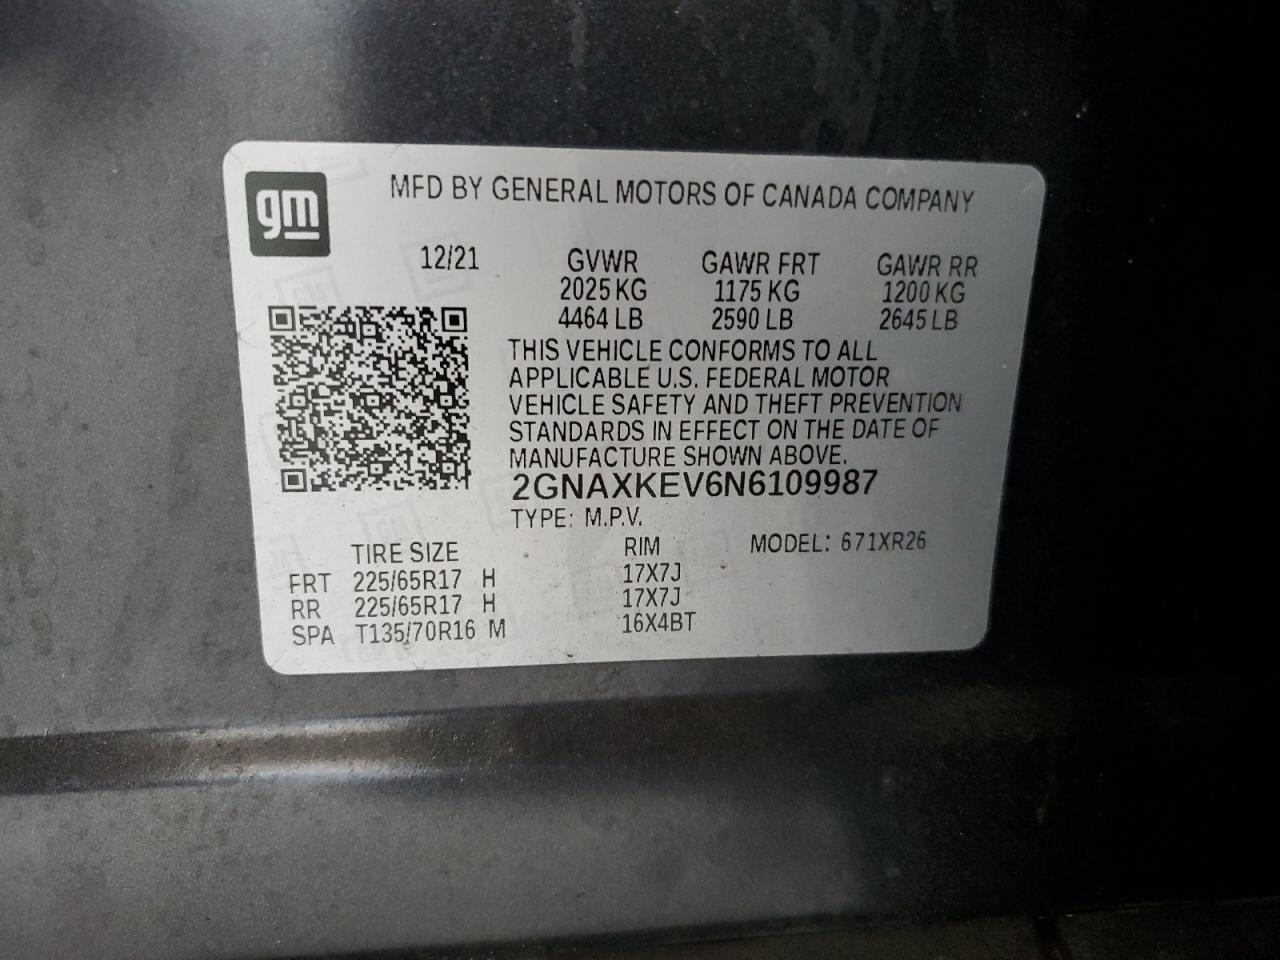 gm
MFD BY GENERAL MOTORS OF CANADA COMPANY
12/21 GVWR GAWR FRT GAWR RR
2025 KG 1175 KG 1200 KG
4464 LB 2590 LB 2645 LB
THIS VEHICLE CONFORMS TO ALL
APPLICABLE U.S. FEDERAL MOTOR
VEHICLE SAFETY AND THEFT PREVENTION
STANDARDS IN EFFECT ON THE DATE OF
MANUFACTURE SHOWN ABOVE.
2GNAXKEV6N6109987
TYPE: M.P.V.
TIRE SIZE RIM MODEL: 671XR26
FRT 225/65R17 H 17X7J
RR 225/65R17 H 17X7J
SPA T135/70R16 M 16X4BT